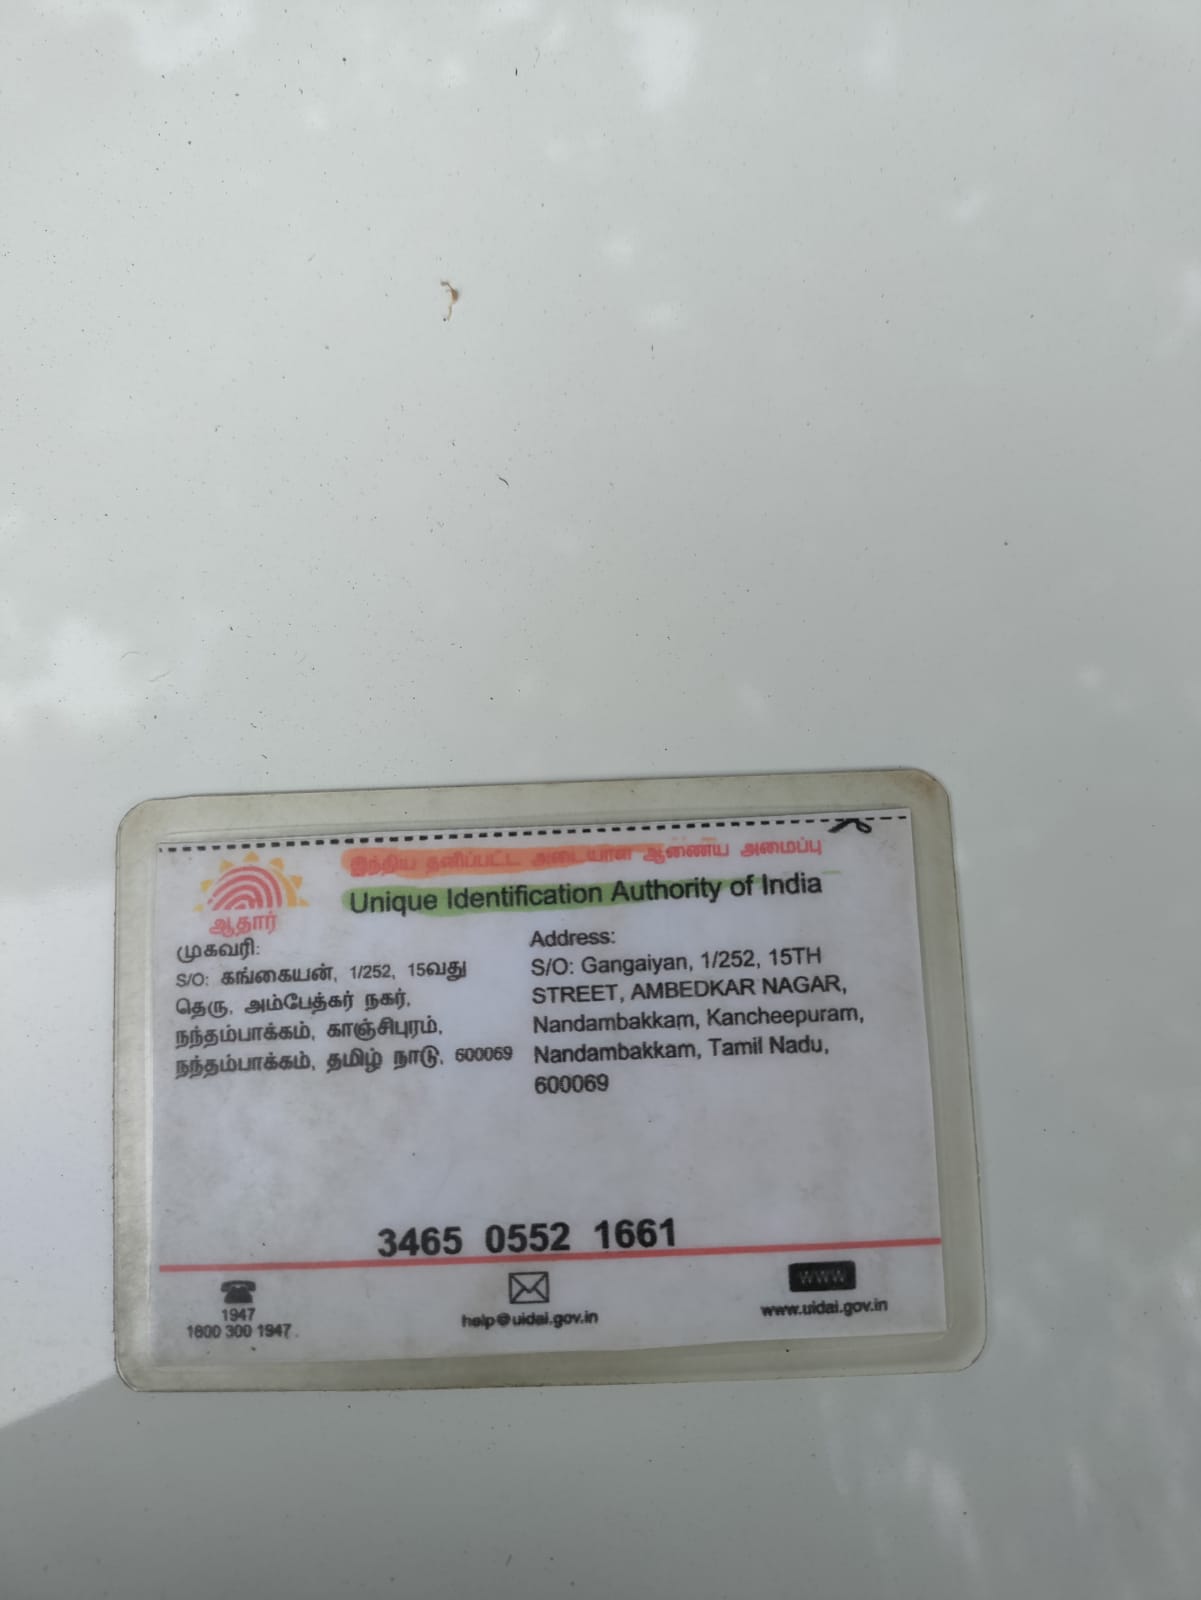 இந்திய தனிப்பட்ட அடையாள ஆணைய அமைப்பு
Unique Identification Authority of India
ஆதார்
முகவரி:
S/O: கங்கையன், 1/252, 15வது
தெரு, அம்பேத்கர் நகர்,
நந்தம்பாக்கம், காஞ்சிபுரம்,
நந்தம்பாக்கம், தமிழ் நாடு, 600069
Address:
S/O: Gangaiyan, 1/252, 15TH
STREET, AMBEDKAR NAGAR,
Nandambakkam, Kancheepuram,
Nandambakkam, Tamil Nadu,
600069
3465 0552 1661
1947
1800 300 1947
help@uidai.gov.in
www
www.uidai.gov.in